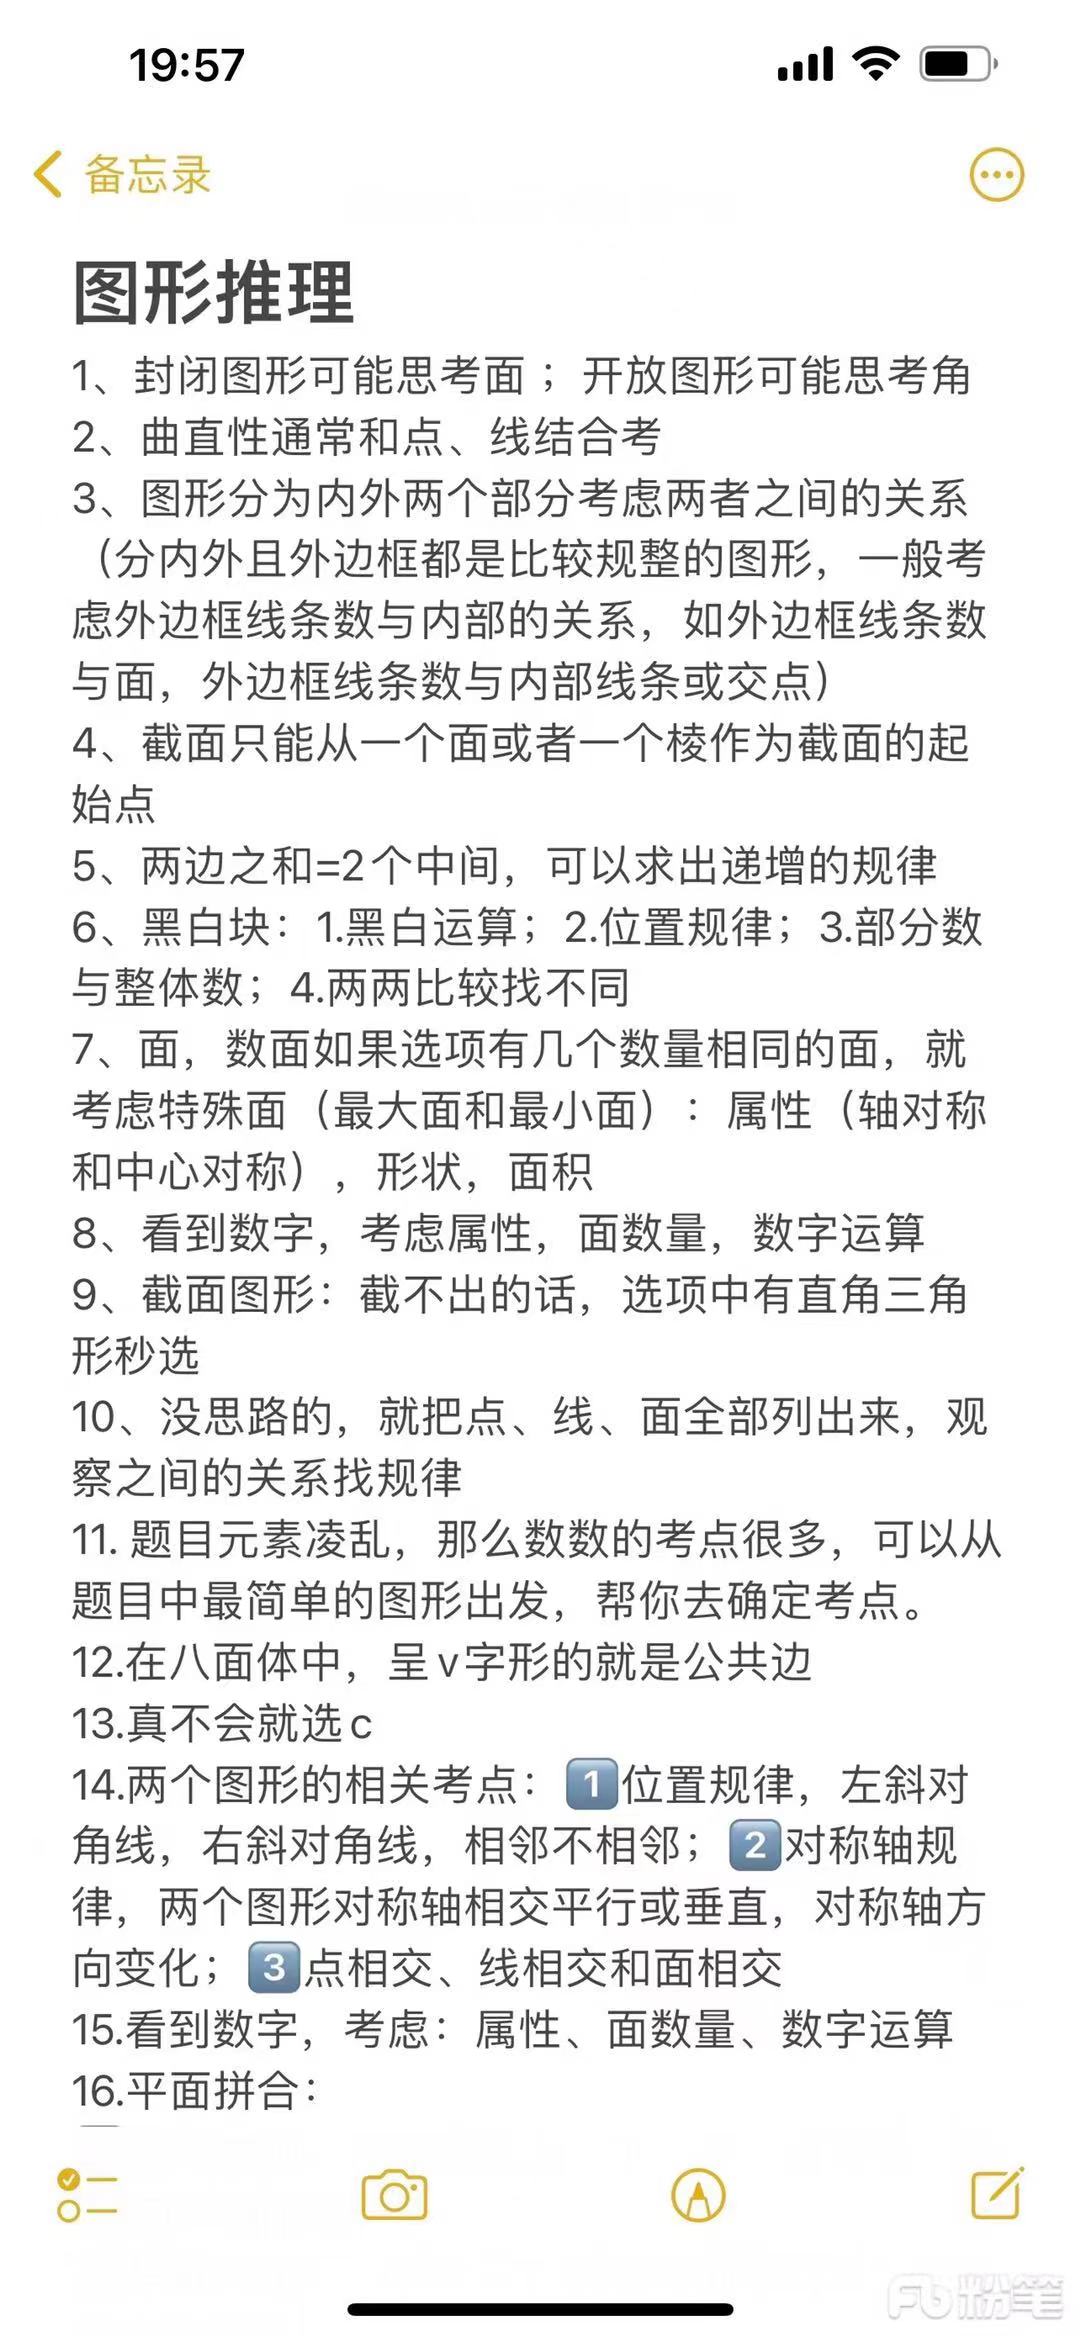 19:57
备忘录
图形推理
1、封闭图形可能思考面；开放图形可能思考角
2、曲直性通常和点、线结合考
3、图形分为内外两个部分考虑两者之间的关系
（分内外且外边框都是比较规整的图形，一般考
虑外边框线条数与内部的关系，如外边框线条数
与面，外边框线条数与内部线条或交点）
4、截面只能从一个面或者一个棱作为截面的起
始点
5、两边之和=2个中间，可以求出递增的规律
6、黑白块：1.黑白运算；2.位置规律；3.部分数
与整体数；4.两两比较找不同
7、面，数面如果选项有几个数量相同的面，就
考虑特殊面（最大面和最小面）：属性（轴对称
和中心对称），形状，面积
8、看到数字，考虑属性，面数量，数字运算
9、截面图形：截不出的话，选项中有直角三角
形秒选
10、没思路的，就把点、线、面全部列出来，观
察之间的关系找规律
11. 题目元素凌乱，那么数数的考点很多，可以从
题目中最简单的图形出发，帮你去确定考点。
12.在八面体中，呈v字形的就是公共边
13.真不会就选c
14.两个图形的相关考点：1️⃣位置规律，左斜对
角线，右斜对角线，相邻不相邻；2️⃣对称轴规
律，两个图形对称轴相交平行或垂直，对称轴方
向变化；3️⃣点相交、线相交和面相交
15.看到数字，考虑：属性、面数量、数字运算
16.平面拼合：
粉笔